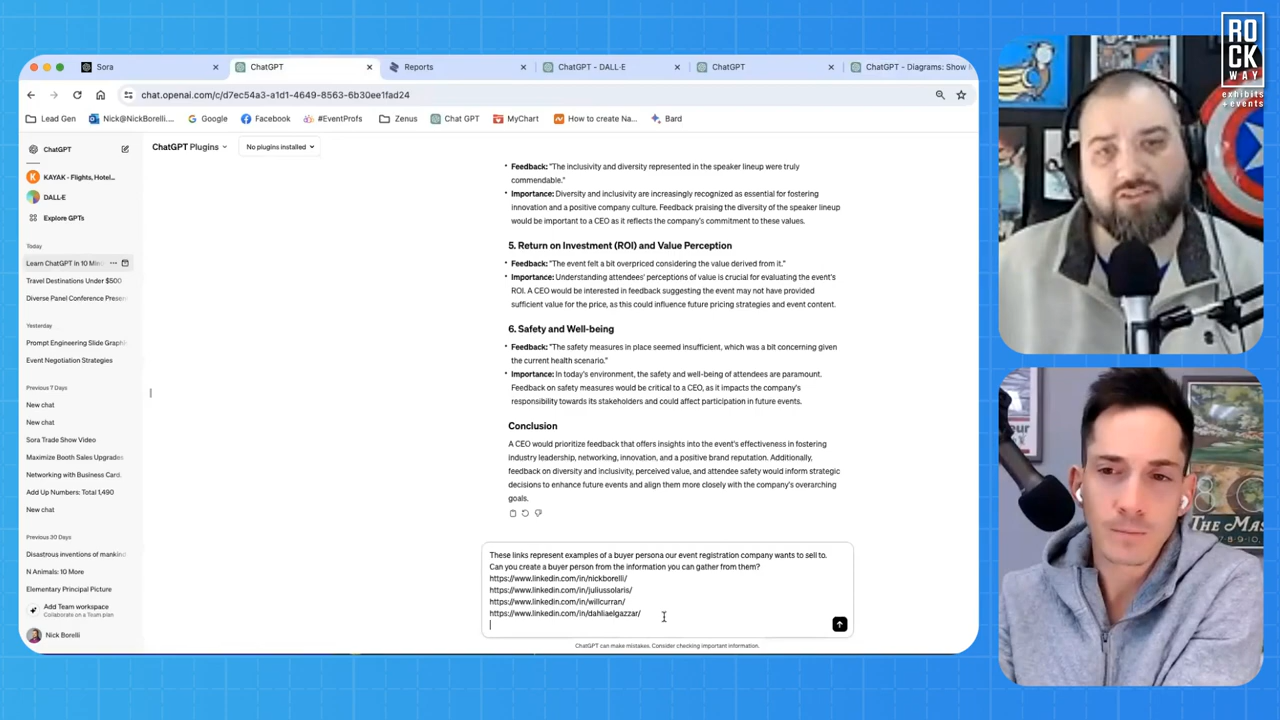 Sora
ChatGPT
Reports
ChatGPT - DALL·E
ChatGPT
ChatGPT - Diagrams: Show
chat.openai.com/c/d7ec54a3-a1d1-4649-8563-6b30ee1fad24
Lead Gen
Nick@NickBorelli....
Google
Facebook
#EventProfs
Zenus
Chat GPT
MyChart
How to create Na...
Bard
ChatGPT
KAYAK - Flights, Hotel...
DALL·E
Explore GPTs
Today
Learn ChatGPT in 10 Min
Travel Destinations Under $500
Diverse Panel Conference Presen
Yesterday
Prompt Engineering Slide Graphi
Event Negotiation Strategies
Previous 7 Days
New chat
New chat
Sora Trade Show Video
Maximize Booth Sales Upgrades
Networking with Business Card.
Add Up Numbers: Total 1,490
New chat
Previous 30 Days
Disastrous inventions of mankind
N Animals: 10 More
Elementary Principal Picture
Add Team workspace
Collaborate on a Team plan
Nick Borelli
ChatGPT Plugins
No plugins installed
• Feedback: "The inclusivity and diversity represented in the speaker lineup were truly
commendable."
• Importance: Diversity and inclusivity are increasingly recognized as essential for fostering
innovation and a positive company culture. Feedback praising the diversity of the speaker lineup
would be important to a CEO as it reflects the company's commitment to these values.
5. Return on Investment (ROI) and Value Perception
• Feedback: "The event felt a bit overpriced considering the value derived from it."
• Importance: Understanding attendees' perceptions of value is crucial for evaluating the event's
ROI. A CEO would be interested in feedback suggesting the event may not have provided
sufficient value for the price, as this could influence future pricing strategies and event content.
6. Safety and Well-being
• Feedback: "The safety measures in place seemed insufficient, which was a bit concerning given
the current health scenario."
• Importance: In today's environment, the safety and well-being of attendees are paramount.
Feedback on safety measures would be critical to a CEO, as it impacts the company's
responsibility towards its stakeholders and could affect participation in future events.
Conclusion
A CEO would prioritize feedback that offers insights into the event's effectiveness in fostering
industry leadership, networking, innovation, and a positive brand reputation. Additionally,
feedback on diversity and inclusivity, perceived value, and attendee safety would inform strategic
decisions to enhance future events and align them more closely with the company's overarching
goals.
These links represent examples of a buyer persona our event registration company wants to sell to.
Can you create a buyer person from the information you can gather from them?
https://www.linkedin.com/in/nickborelli/
https://www.linkedin.com/in/juliussolaris/
https://www.linkedin.com/in/willcurran/
https://www.linkedin.com/in/dahliaelgazzar/
ChatGPT can make mistakes. Consider checking important information.
RO
CK
WAY
exhibits
+events
THE MAS